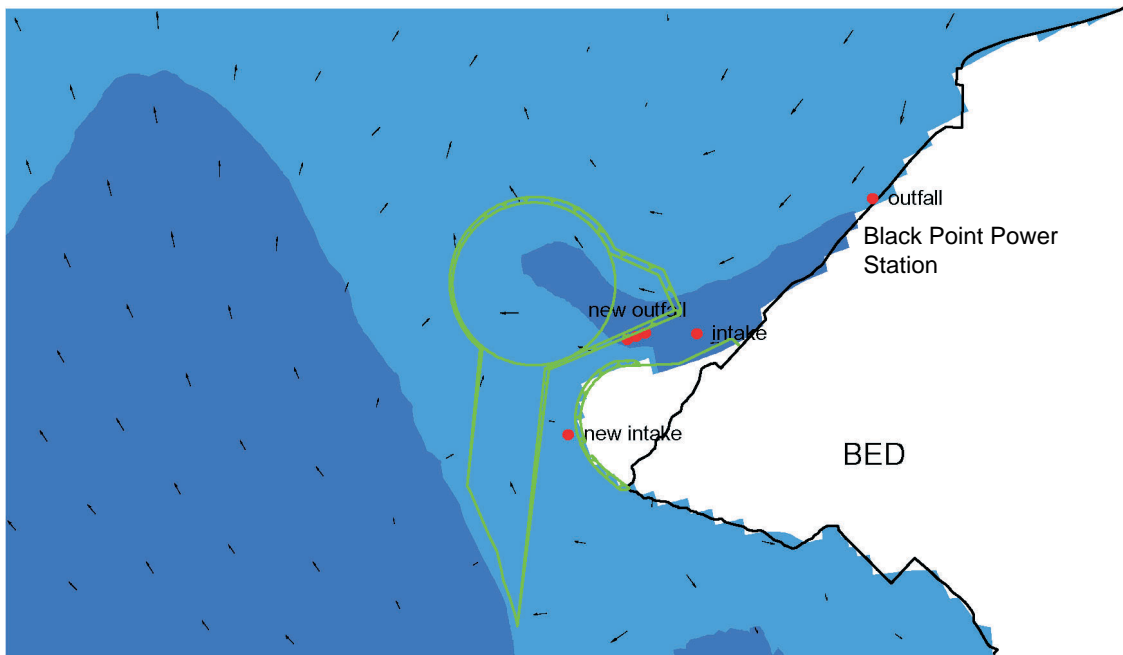 outfall
Black Point Power
Station
new outfall
intake
new intake
BED